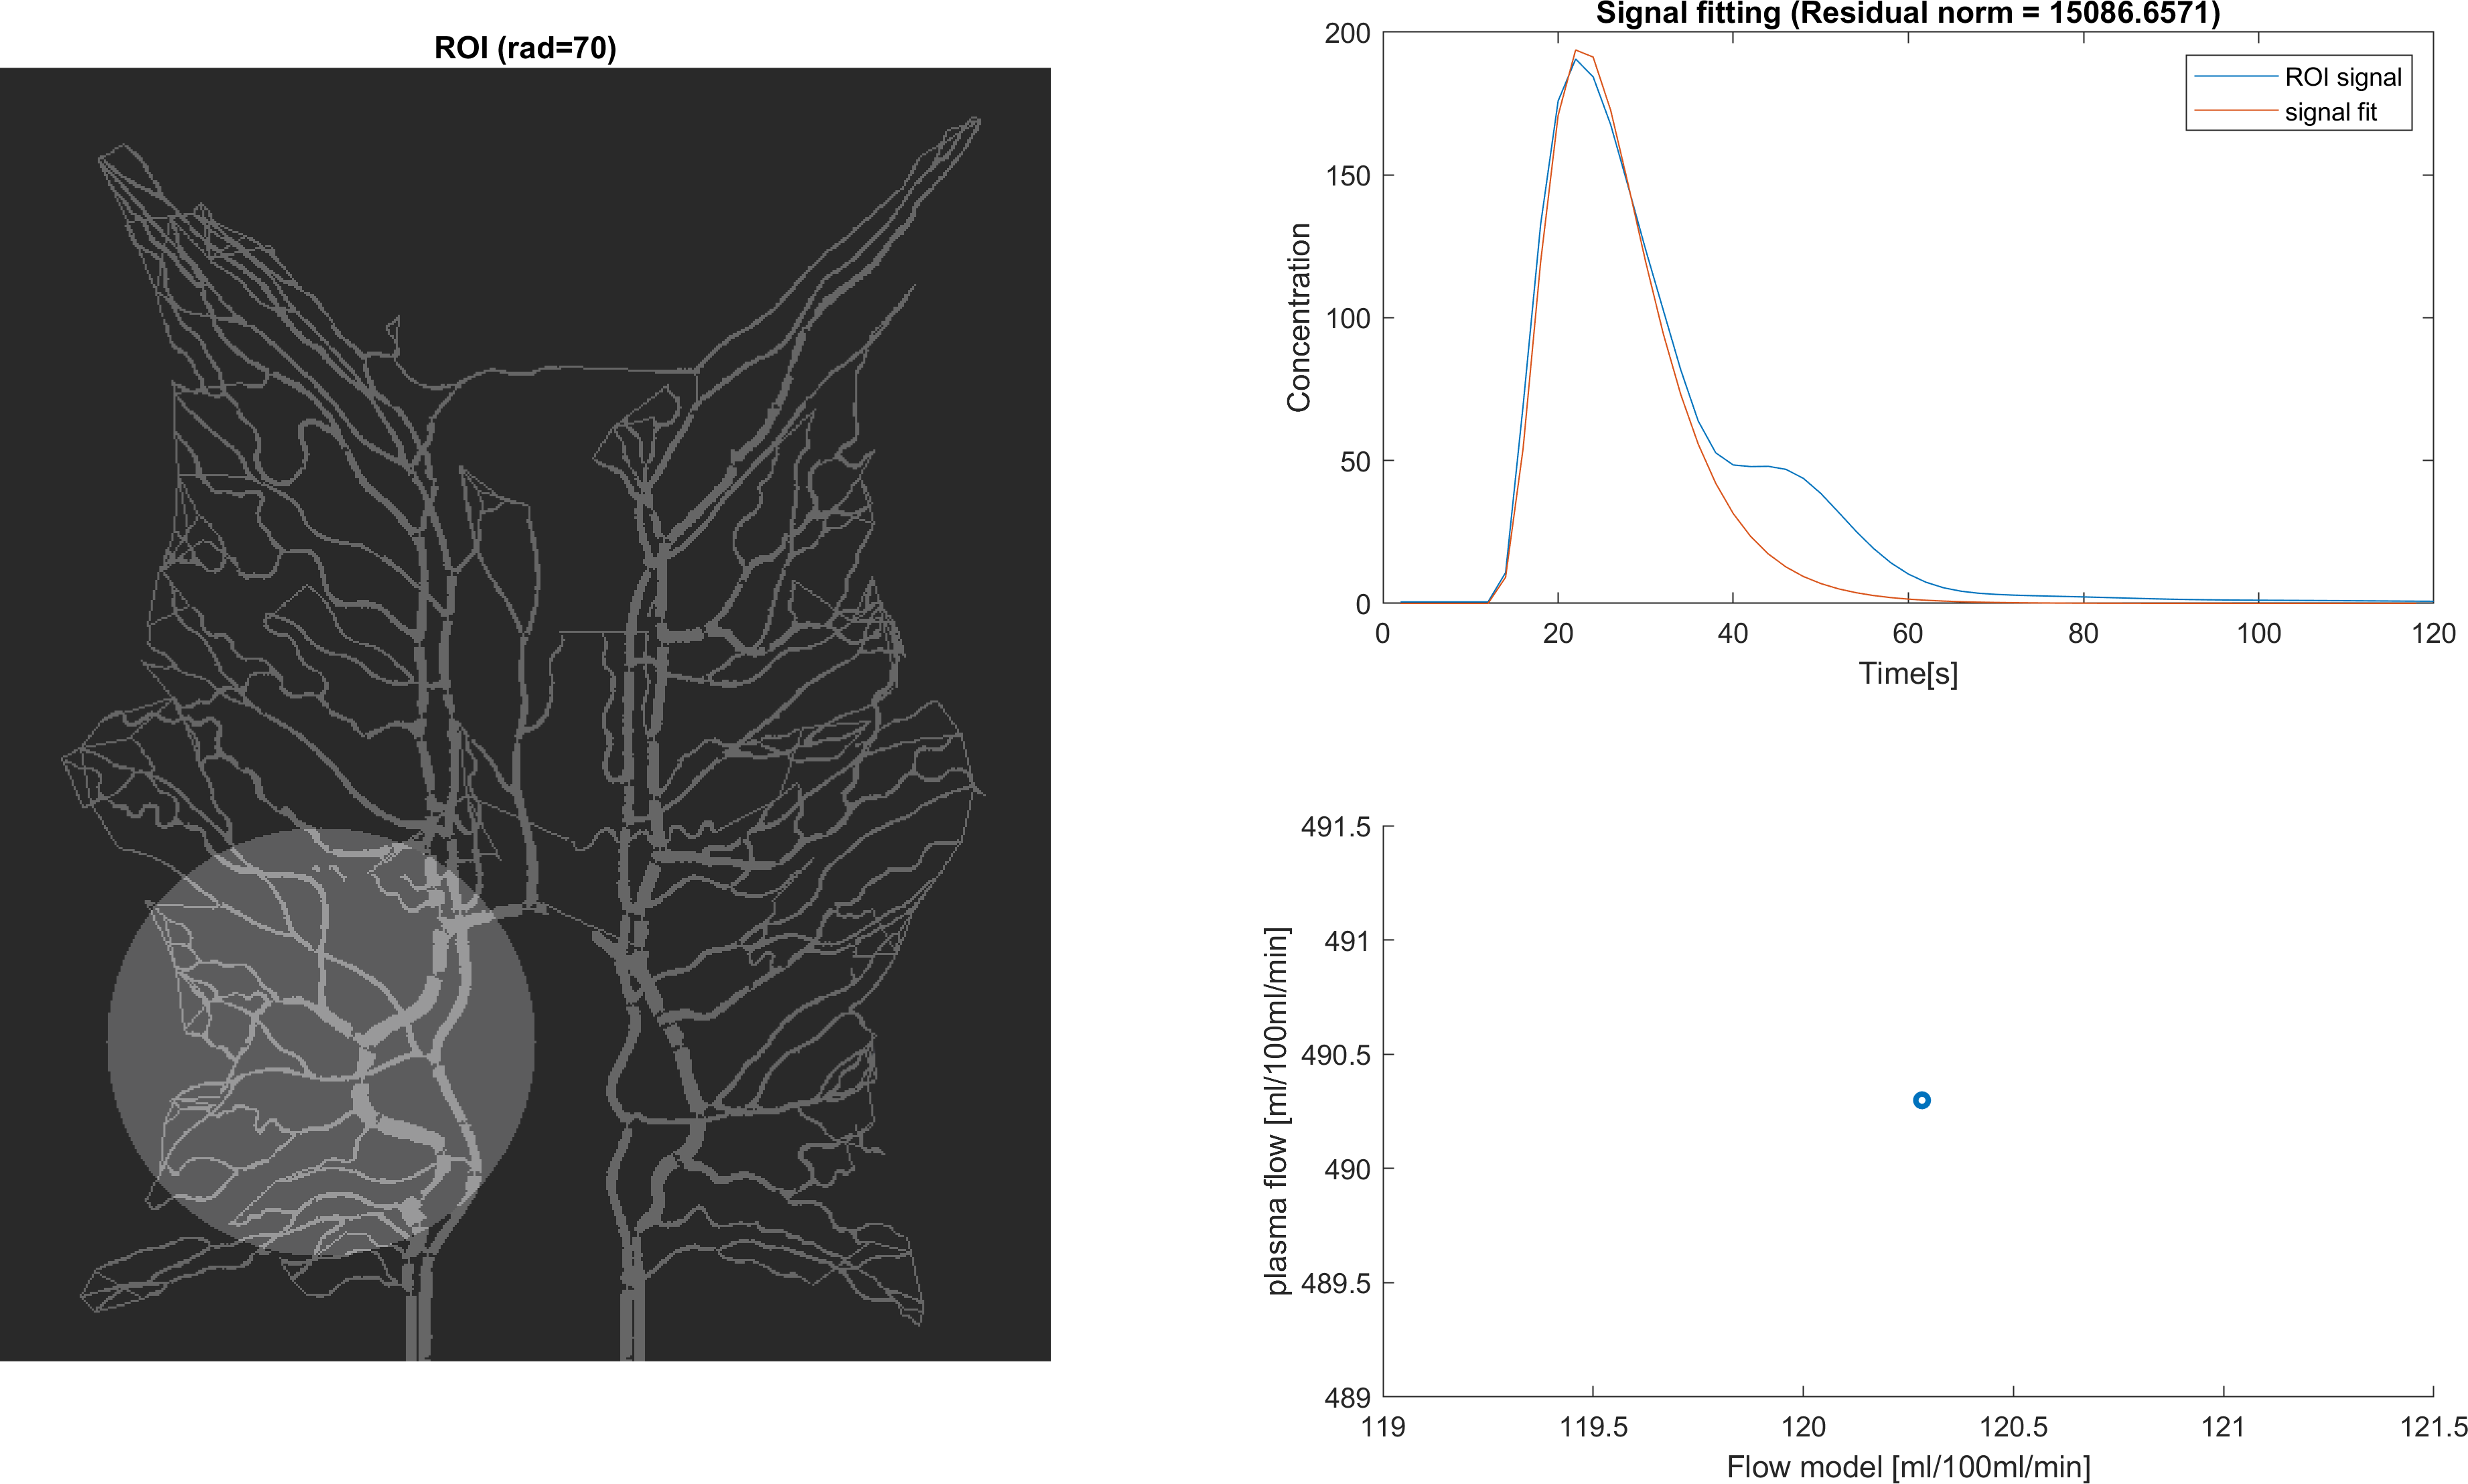 ROI (rad=70)
Signal fitting (Residual norm = 15086.6571)
200
150
100
50
0
Concentration
ROI signal
signal fit
0 20 40 60 80 100 120
Time[s]
491.5
491
490.5
490
489.5
489
plasma flow [ml/100ml/min]
119 119.5 120 120.5 121 121.5
Flow model [ml/100ml/min]